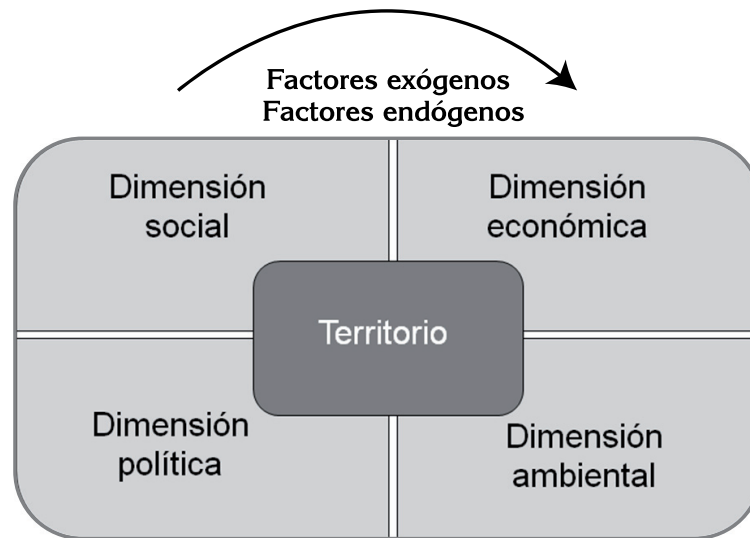 Factores exógenos
Factores endógenos
Dimensión
social
Dimensión
económica
Territorio
Dimensión
política
Dimensión
ambiental